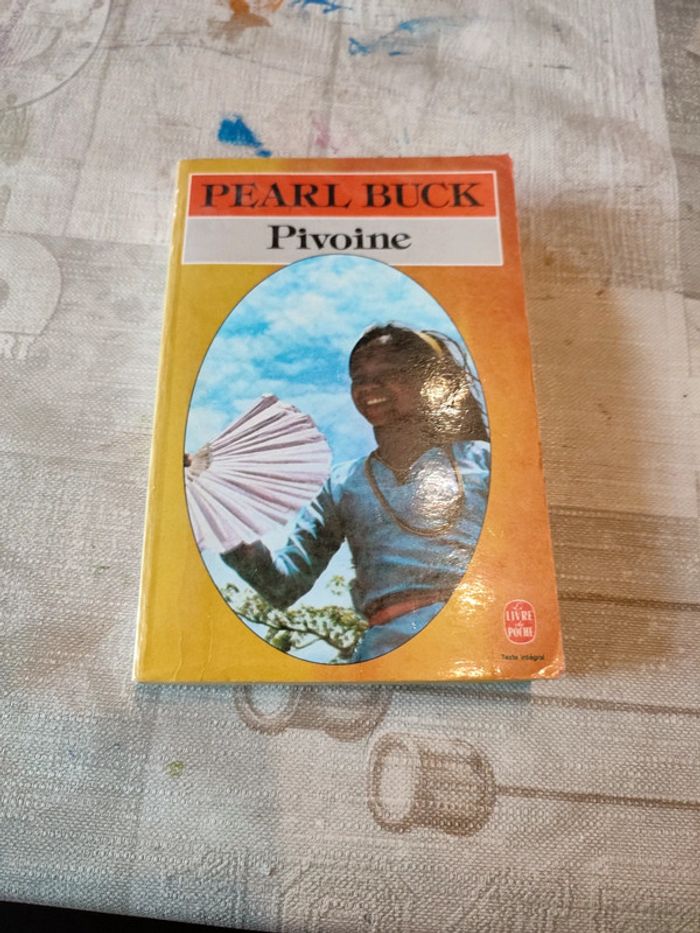 PEARL BUCK
Pivoine
Le
LIVRE
de
POCHE
Texte intégral